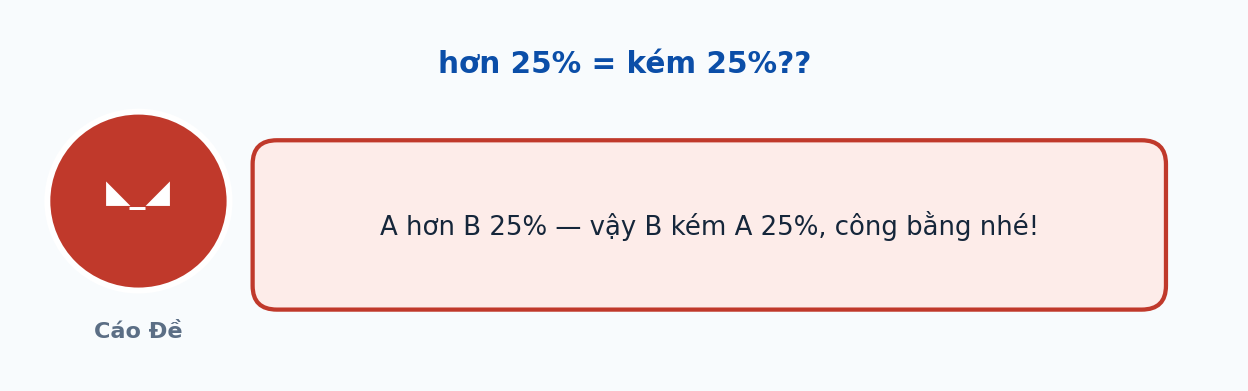 hơn 25% = kém 25%??
A hơn B 25% — vậy B kém A 25%, công bằng nhé!
Cáo Đề